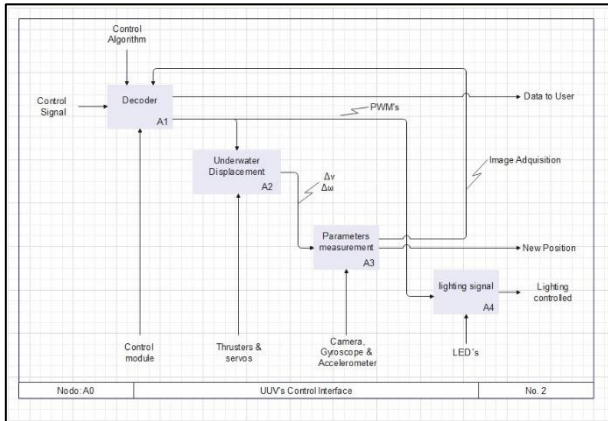 Control
Algorithm
Control
Signal
Decoder
A1
Data to User
PWM's
Underwater
Displacement
A2
Δv
Δω
Image Adquisition
Parameters
measurement
A3
New Position
lighting signal
A4
Lighting
controlled
Control
module
Thrusters &
servos
Camera,
Gyroscope &
Accelerometor
LED´s
Nodo: A0
UUV's Control Interface
No. 2